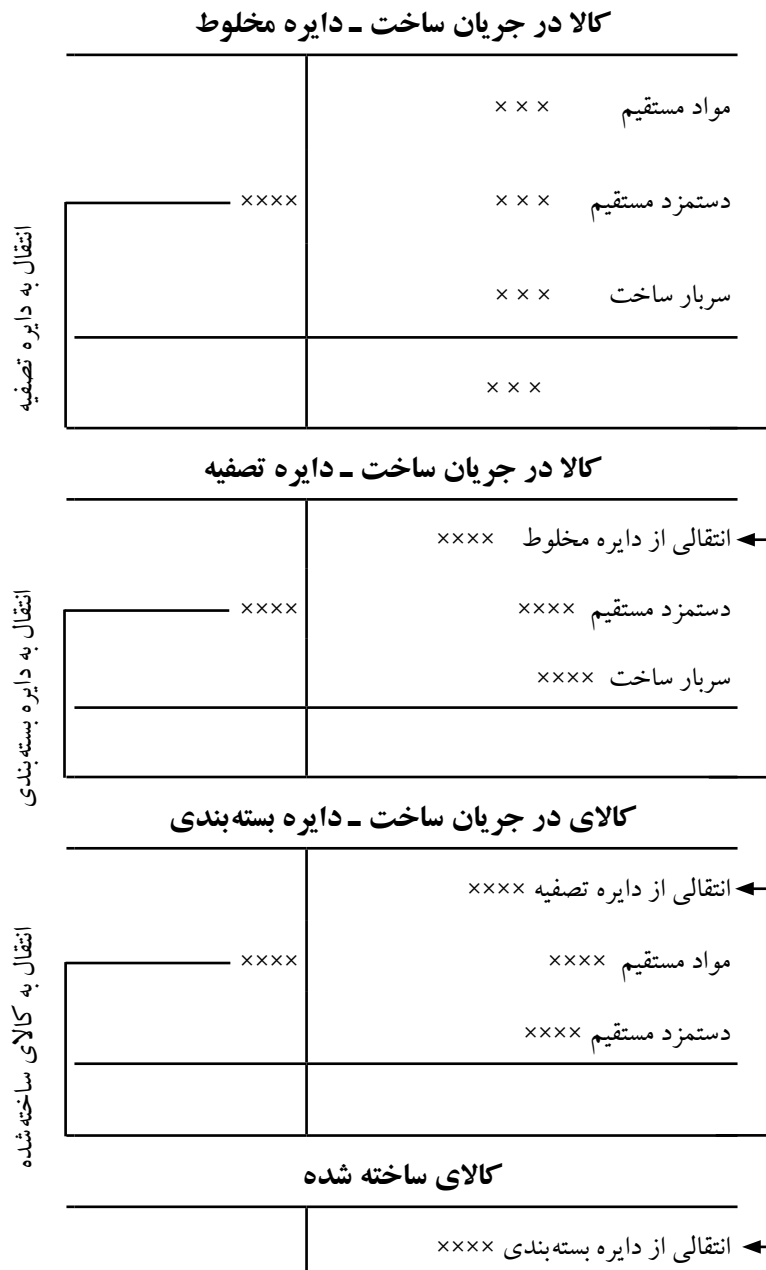 کالا در جریان ساخت ـ دایره مخلوط
مواد مستقیم × × ×
دستمزد مستقیم × × × ××××
سربار ساخت × × ×
× × ×
انتقال به دایره تصفیه
کالا در جریان ساخت ـ دایره تصفیه
انتقالی از دایره مخلوط ××××
دستمزد مستقیم ×××× ××××
سربار ساخت ××××
انتقال به دایره بسته‌بندی
کالای در جریان ساخت ـ دایره بسته‌بندی
انتقالی از دایره تصفیه ××××
مواد مستقیم ×××× ××××
دستمزد مستقیم ××××
انتقال به کالای ساخته‌شده
کالای ساخته شده
انتقالی از دایره بسته‌بندی ××××